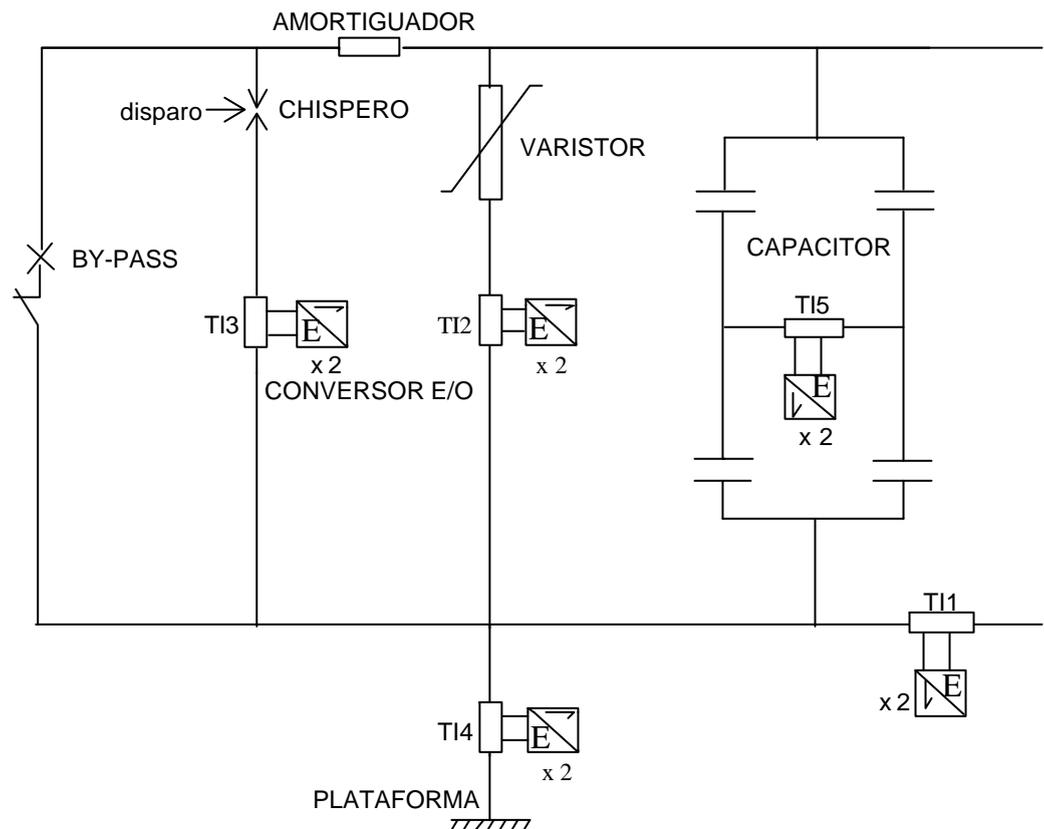 AMORTIGUADOR
disparo
CHISPERO
VARISTOR
BY-PASS
CAPACITOR
TI3
E
x 2
TI2
E
x 2
TI5
E
x 2
CONVERSOR E/O
TI1
E
x 2
TI4
E
x 2
PLATAFORMA